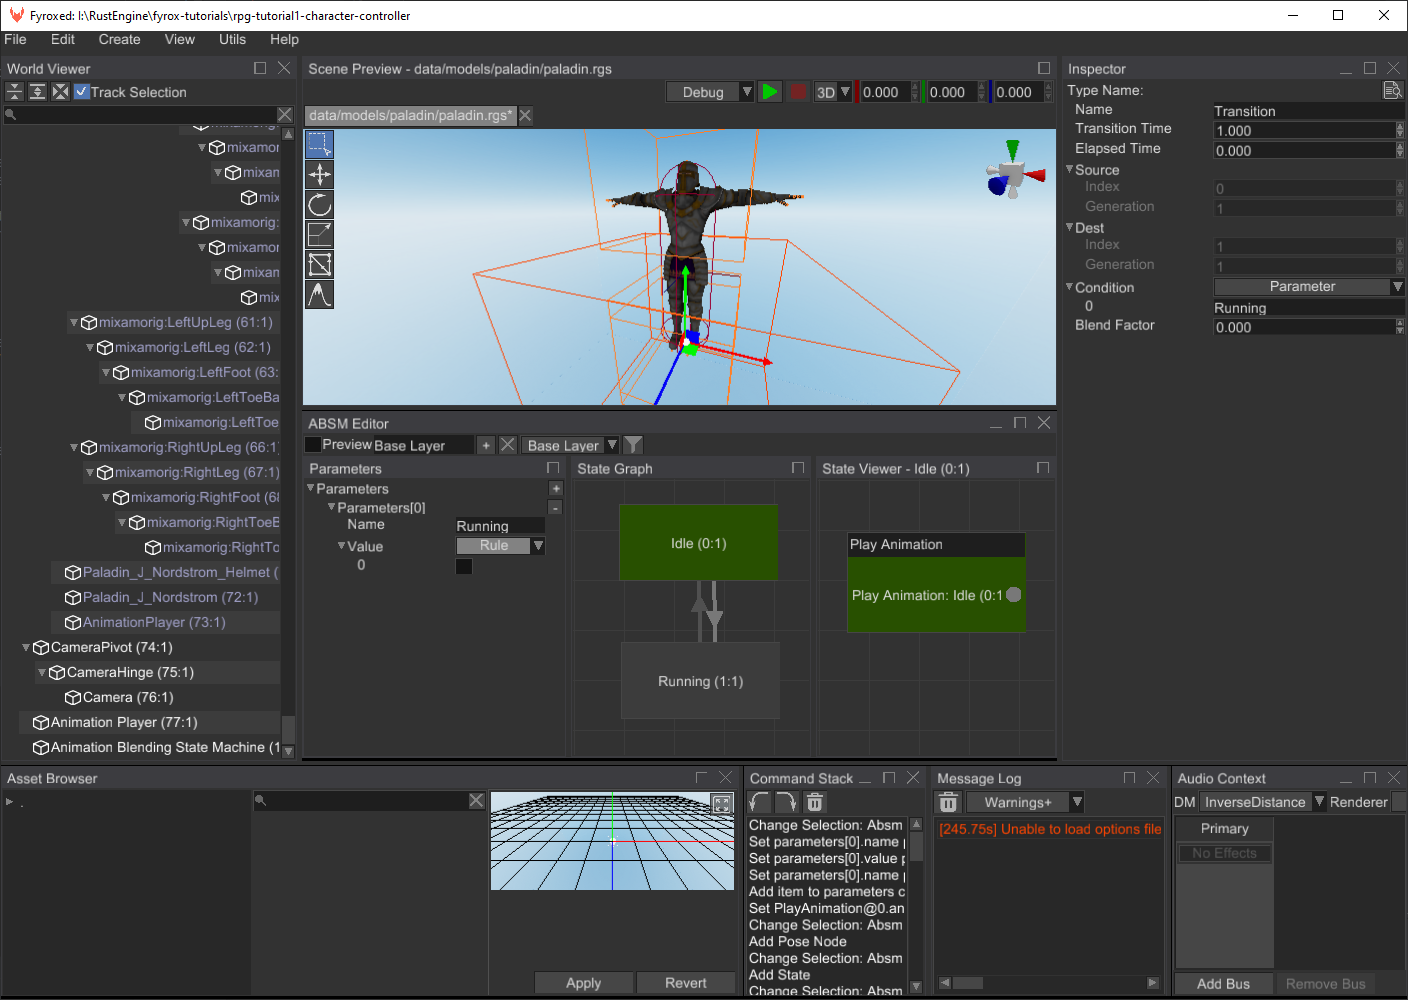 Fyroxed: I:\RustEngine\fyrox-tutorials\rpg-tutorial1-character-controller
File Edit Create View Utils Help
World Viewer
Track Selection
mixamorig:
mixamor
mixam
mix
mixamorig:
mixamor
mixam
mix
mixamorig:LeftUpLeg (61:1)
mixamorig:LeftLeg (62:1)
mixamorig:LeftFoot (63:
mixamorig:LeftToeBa
mixamorig:LeftToe
mixamorig:RightUpLeg (66:1)
mixamorig:RightLeg (67:1)
mixamorig:RightFoot (68
mixamorig:RightToeB
mixamorig:RightTo
Paladin_J_Nordstrom_Helmet (
Paladin_J_Nordstrom (72:1)
AnimationPlayer (73:1)
CameraPivot (74:1)
CameraHinge (75:1)
Camera (76:1)
Animation Player (77:1)
Animation Blending State Machine (1
Scene Preview - data/models/paladin/paladin.rgs
Debug 3D 0.000 0.000 0.000
data/models/paladin/paladin.rgs*
ABSM Editor
Preview Base Layer + Base Layer
Parameters
Parameters +
Parameters[0] -
Name Running
Value Rule
0
State Graph
Idle (0:1)
Running (1:1)
State Viewer - Idle (0:1)
Play Animation
Play Animation: Idle (0:1
Inspector
Type Name:
Name Transition
Transition Time 1.000
Elapsed Time 0.000
Source
Index 0
Generation 1
Dest
Index 1
Generation 1
Condition Parameter
0 Running
Blend Factor 0.000
Asset Browser
.
Apply Revert
Command Stack
Change Selection: Absm
Set parameters[0].name p
Set parameters[0].value p
Set parameters[0].name p
Add item to parameters c
Set PlayAnimation@0.an
Change Selection: Absm
Add Pose Node
Change Selection: Absm
Add State
Change Selection: Absm
Message Log
Warnings+
[245.75s] Unable to load options file
Audio Context
DM InverseDistance Renderer
Primary
No Effects
Add Bus Remove Bus